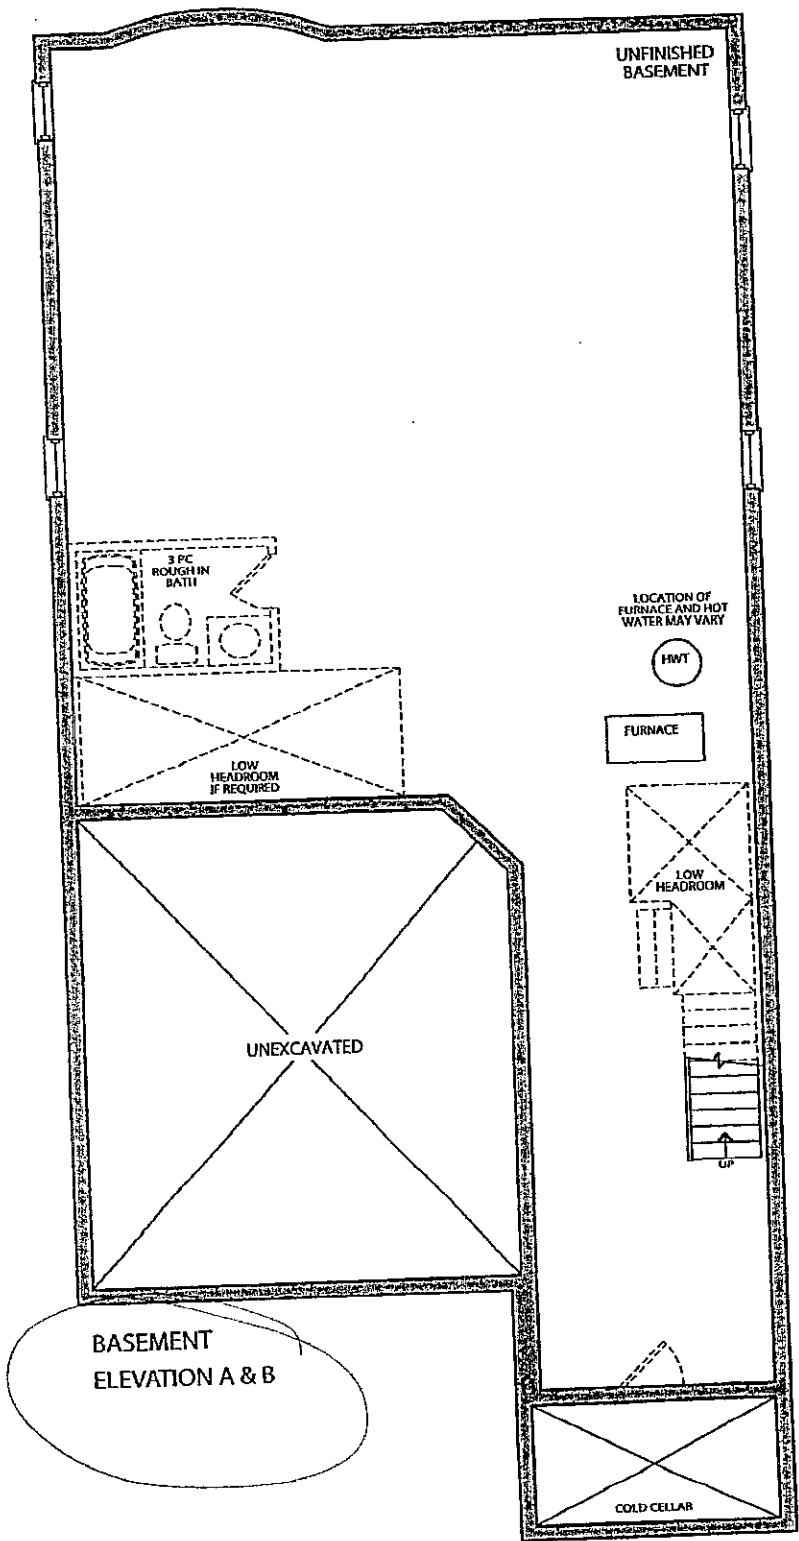 UNFINISHED
BASEMENT
3 PC
ROUGH IN
BATH
LOCATION OF
FURNACE AND HOT
WATER MAY VARY
HWT
FURNACE
LOW
HEADROOM
IF REQUIRED
LOW
HEADROOM
UNEXCAVATED
UP
BASEMENT
ELEVATION A & B
COLD CELLAR